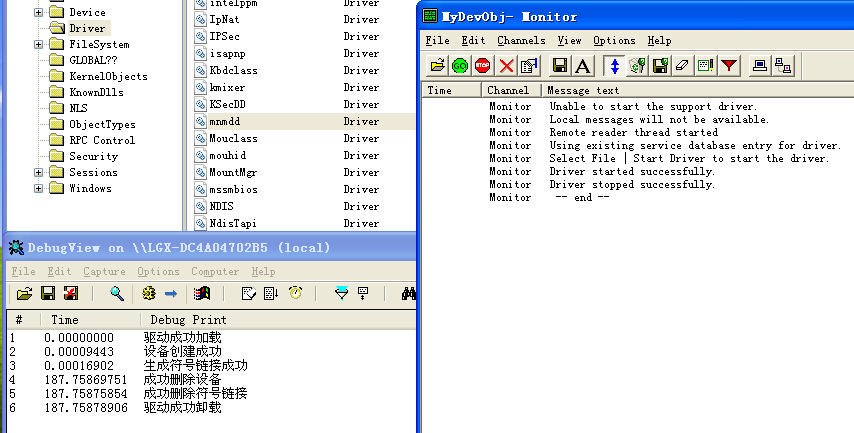 Device
Driver
FileSystem
GLOBAL??
KernelObjects
KnownDlls
NLS
ObjectTypes
RPC Control
Security
Sessions
Windows
intelppm Driver
IpNat Driver
IPSec Driver
isapnp Driver
Kbdclass Driver
kmixer Driver
KSecDD Driver
mnmdd Driver
Mouclass Driver
mouhid Driver
MountMgr Driver
mssmbios Driver
NDIS Driver
NdisTapi Driver
MyDevObj- Monitor
File Edit Channels View Options Help
GO! STOP A
Time Channel Message text
Monitor Unable to start the support driver.
Monitor Local messages will not be available.
Monitor Remote reader thread started
Monitor Using existing service database entry for driver.
Monitor Select File | Start Driver to start the driver.
Monitor Driver started successfully.
Monitor Driver stopped successfully.
Monitor -- end --
DebugView on \\LGX-DC4A04702B5 (local)
File Edit Capture Options Computer Help
# Time Debug Print
1 0.00000000 驱动成功加载
2 0.00009443 设备创建成功
3 0.00016902 生成符号链接成功
4 187.75869751 成功删除设备
5 187.75875854 成功删除符号链接
6 187.75878906 驱动成功卸载